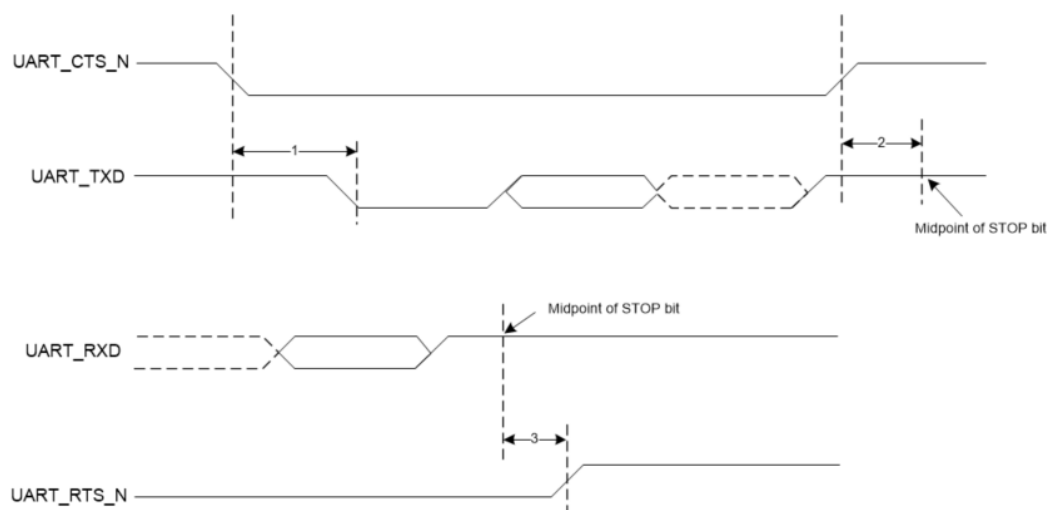 UART_CTS_N
1
2
UART_TXD
Midpoint of STOP bit
Midpoint of STOP bit
UART_RXD
3
UART_RTS_N